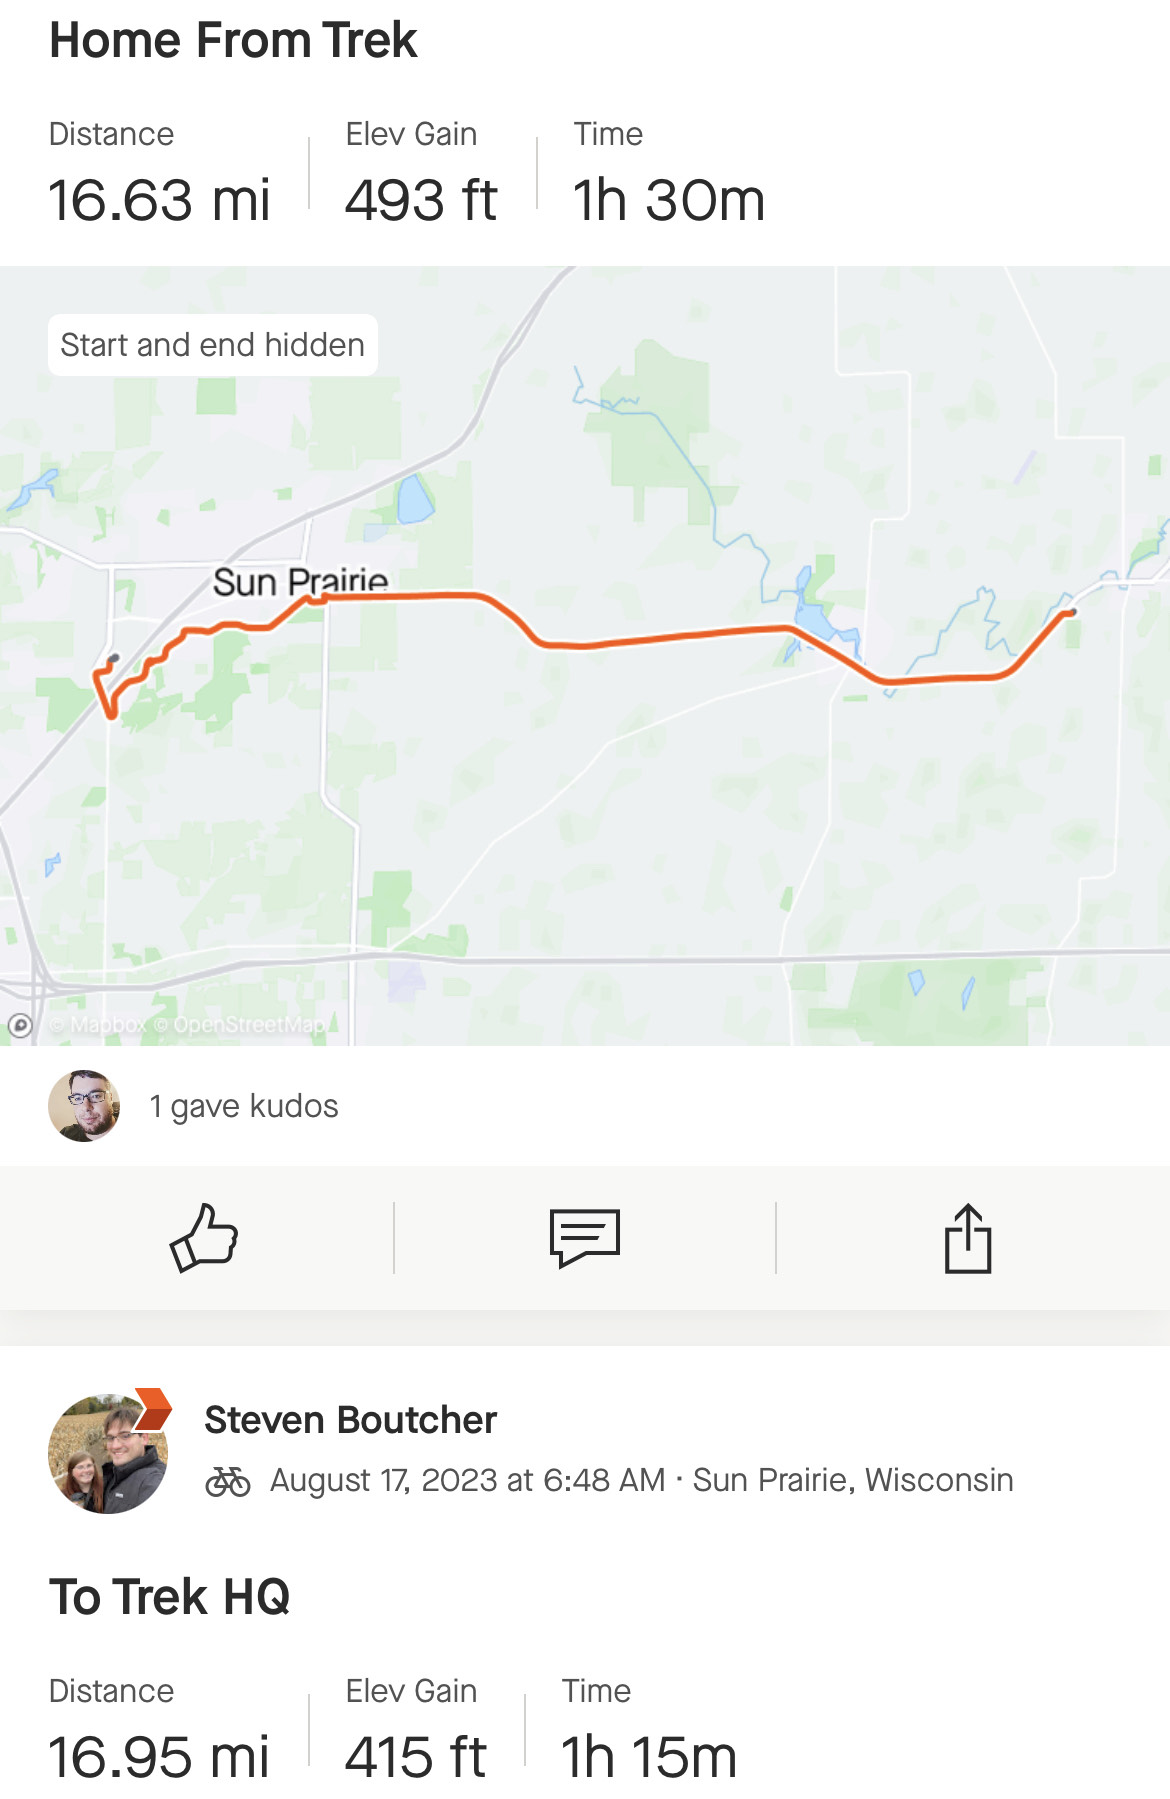 Home From Trek
Distance
Elev Gain
Time
16.63 mi
493 ft
1h 30m
Start and end hidden
Sun Prairie
© Mapbox © OpenStreetMap
1 gave kudos
Steven Boutcher
August 17, 2023 at 6:48 AM · Sun Prairie, Wisconsin
To Trek HQ
Distance
Elev Gain
Time
16.95 mi
415 ft
1h 15m